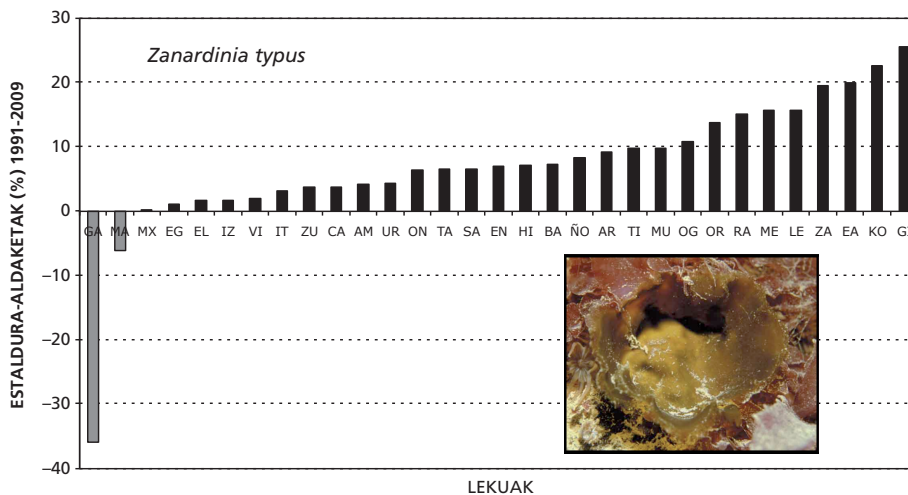 30
20
10
0
−10
−20
−30
−40
ESTALDURA-ALDAKETAK (%) 1991-2009
Zanardinia typus
GA MA MX EG EL IZ VI IT ZU CA AM UR ON TA SA EN HI BA ÑO AR TI MU OG OR RA ME LE ZA EA KO
LEKUAK